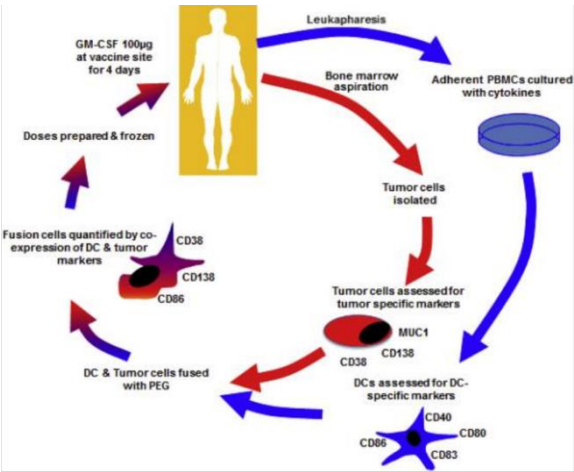 Leukapharesis
GM-CSF 100µg
at vaccine site
for 4 days
Bone marrow
aspiration
Adherent PBMCs cultured
with cytokines
Doses prepared & frozen
Tumor cells
isolated
Fusion cells quantified by co-
expression of DC & tumor
markers
CD38
CD138
CD86
Tumor cells assessed for
tumor specific markers
MUC1
CD138
CD38
DC & Tumor cells fused
with PEG
DCs assessed for DC-
specific markers
CD40
CD80
CD86
CD83